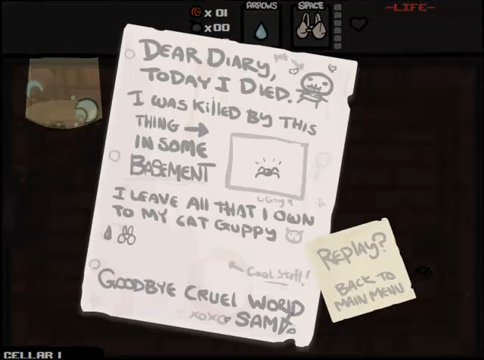 x 01
x 00
ARROWS
SPACE
-LIFE-
DEAR DIARY,
TODAY I DIED.
I WAS KILLED BY THIS
THING →
IN SOME
BASEMENT
I LEAVE ALL THAT I OWN
TO MY CAT GUPPY
Cool Stuff!
GOODBYE CRUEL WORLD
XOXO SAMSON
REPLAY?
BACK TO
MAIN MENU
CELLAR I